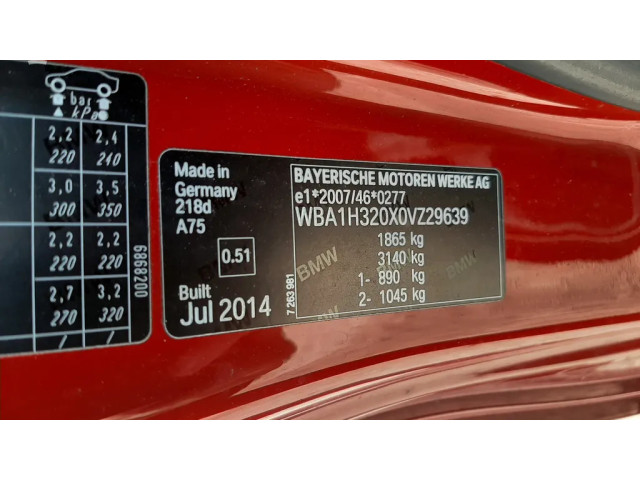 bar
kPa
2,2 2,4
220 240
3,0 3,5
300 350
2,2 2,2
220 220
2,7 3,2
270 320
/ /
6868200
Made in
Germany
218d
A75
0.51
Built
Jul 2014
7 263 961
BAYERISCHE MOTOREN WERKE AG
e1*2007/46*0277
WBA1H320X0VZ29639
1865 kg
3140 kg
1- 890 kg
2- 1045 kg
BMW
BMW